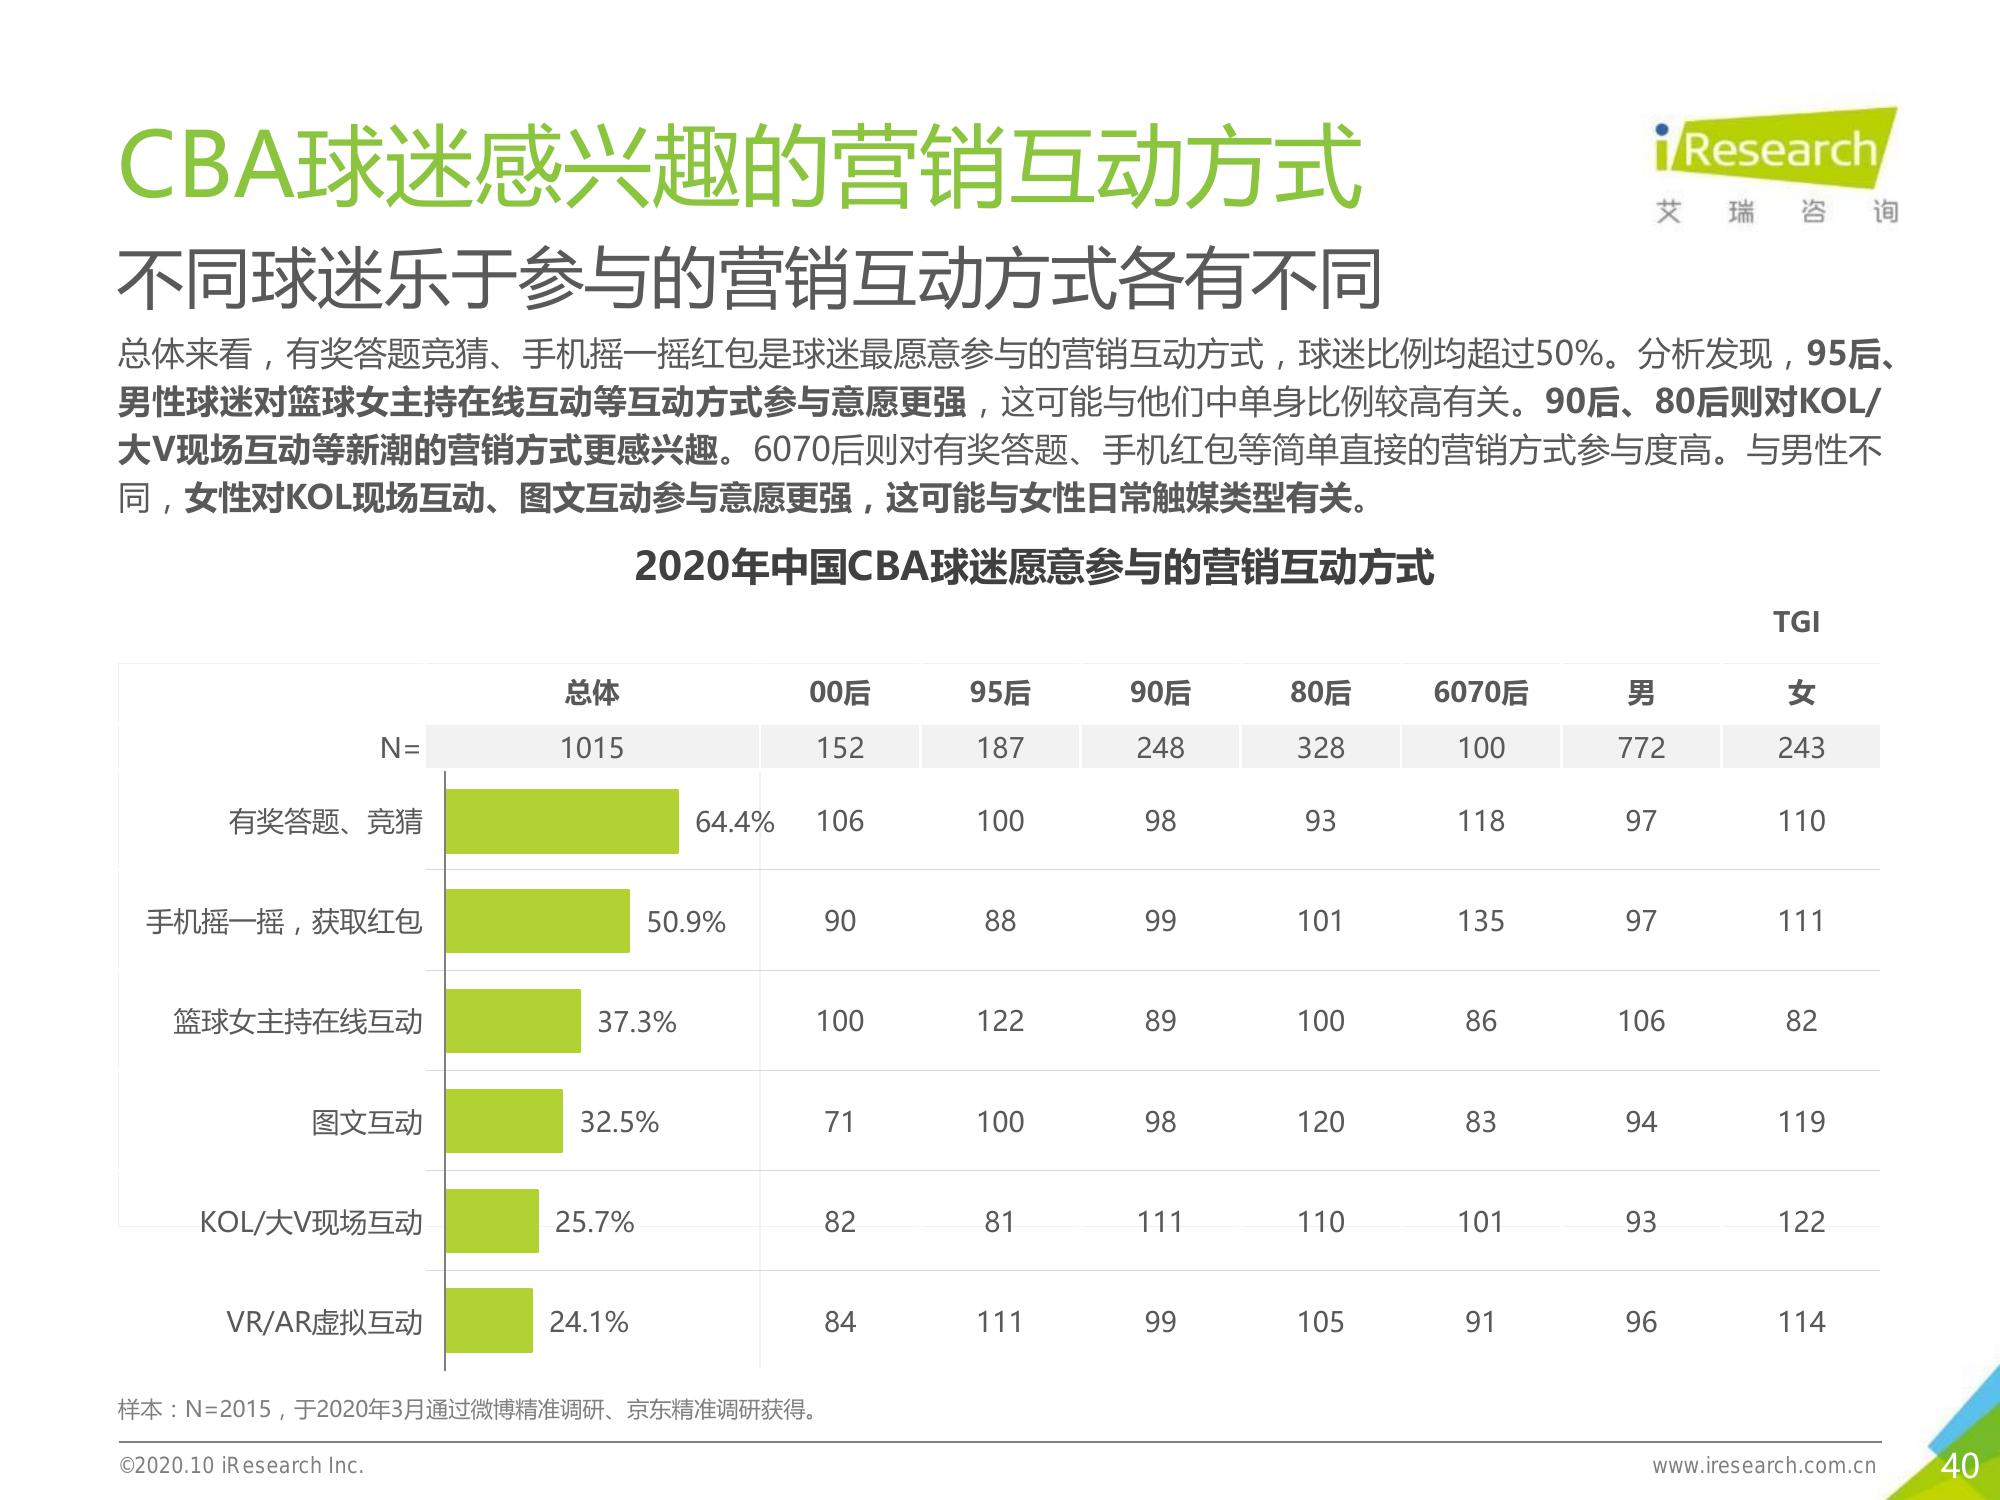 CBA球迷感兴趣的营销互动方式
iResearch
艾瑞咨询
不同球迷乐于参与的营销互动方式各有不同
总体来看，有奖答题竞猜、手机摇一摇红包是球迷最愿意参与的营销互动方式，球迷比例均超过50%。分析发现，95后、
男性球迷对篮球女主持在线互动等互动方式参与意愿更强，这可能与他们中单身比例较高有关。90后、80后则对KOL/
大V现场互动等新潮的营销方式更感兴趣。6070后则对有奖答题、手机红包等简单直接的营销方式参与度高。与男性不
同，女性对KOL现场互动、图文互动参与意愿更强，这可能与女性日常触媒类型有关。
2020年中国CBA球迷愿意参与的营销互动方式
TGI
总体 00后 95后 90后 80后 6070后 男 女
N= 1015 152 187 248 328 100 772 243
有奖答题、竞猜 64.4% 106 100 98 93 118 97 110
手机摇一摇，获取红包 50.9% 90 88 99 101 135 97 111
篮球女主持在线互动 37.3% 100 122 89 100 86 106 82
图文互动 32.5% 71 100 98 120 83 94 119
KOL/大V现场互动 25.7% 82 81 111 110 101 93 122
VR/AR虚拟互动 24.1% 84 111 99 105 91 96 114
样本：N=2015，于2020年3月通过微博精准调研、京东精准调研获得。
©2020.10 iResearch Inc.
www.iresearch.com.cn
40